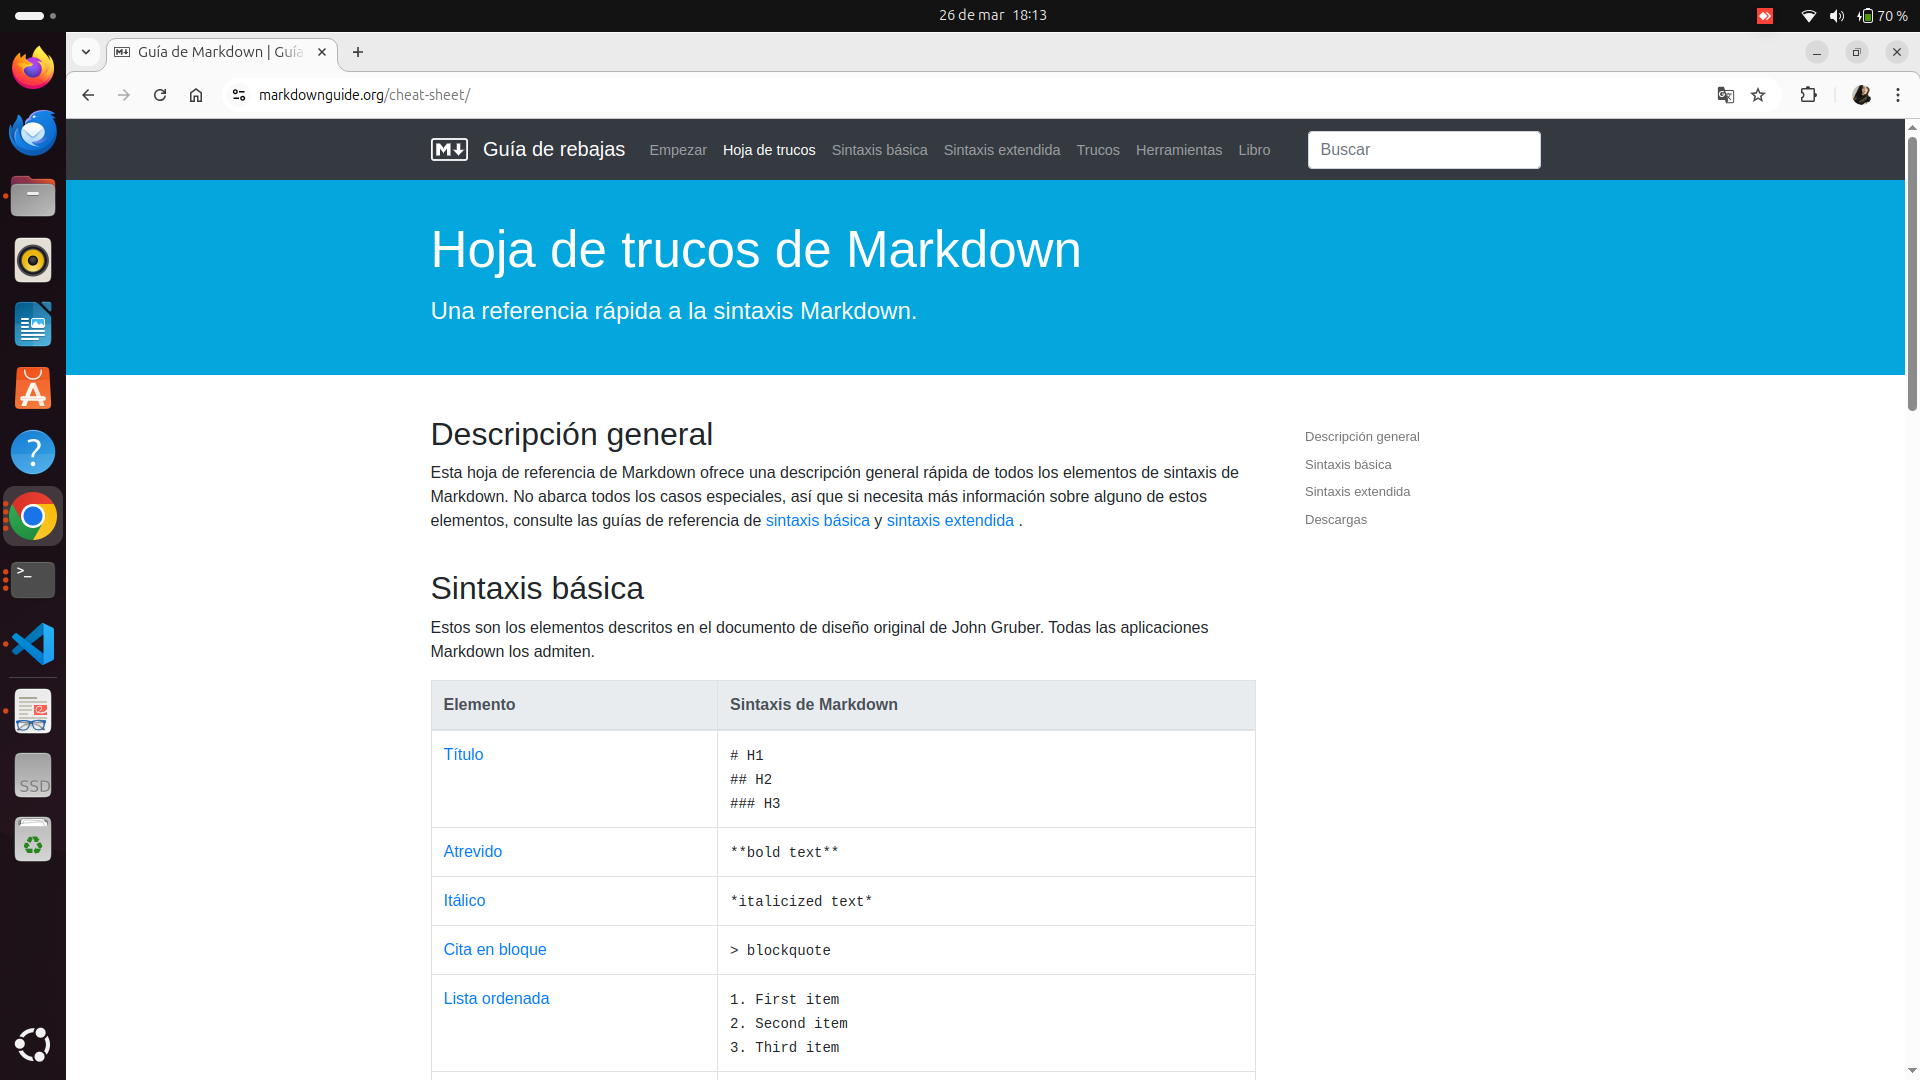 26 de mar 18:13
70 %
Guía de Markdown | Guía
markdownguide.org/cheat-sheet/
Guía de rebajas
Empezar
Hoja de trucos
Sintaxis básica
Sintaxis extendida
Trucos
Herramientas
Libro
Buscar
Hoja de trucos de Markdown
Una referencia rápida a la sintaxis Markdown.
Descripción general
Esta hoja de referencia de Markdown ofrece una descripción general rápida de todos los elementos de sintaxis de
Markdown. No abarca todos los casos especiales, así que si necesita más información sobre alguno de estos
elementos, consulte las guías de referencia de sintaxis básica y sintaxis extendida .
Descripción general
Sintaxis básica
Sintaxis extendida
Descargas
Sintaxis básica
Estos son los elementos descritos en el documento de diseño original de John Gruber. Todas las aplicaciones
Markdown los admiten.
Elemento
Sintaxis de Markdown
Título
# H1
## H2
### H3
Atrevido
**bold text**
Itálico
*italicized text*
Cita en bloque
> blockquote
Lista ordenada
1. First item
2. Second item
3. Third item
SSD